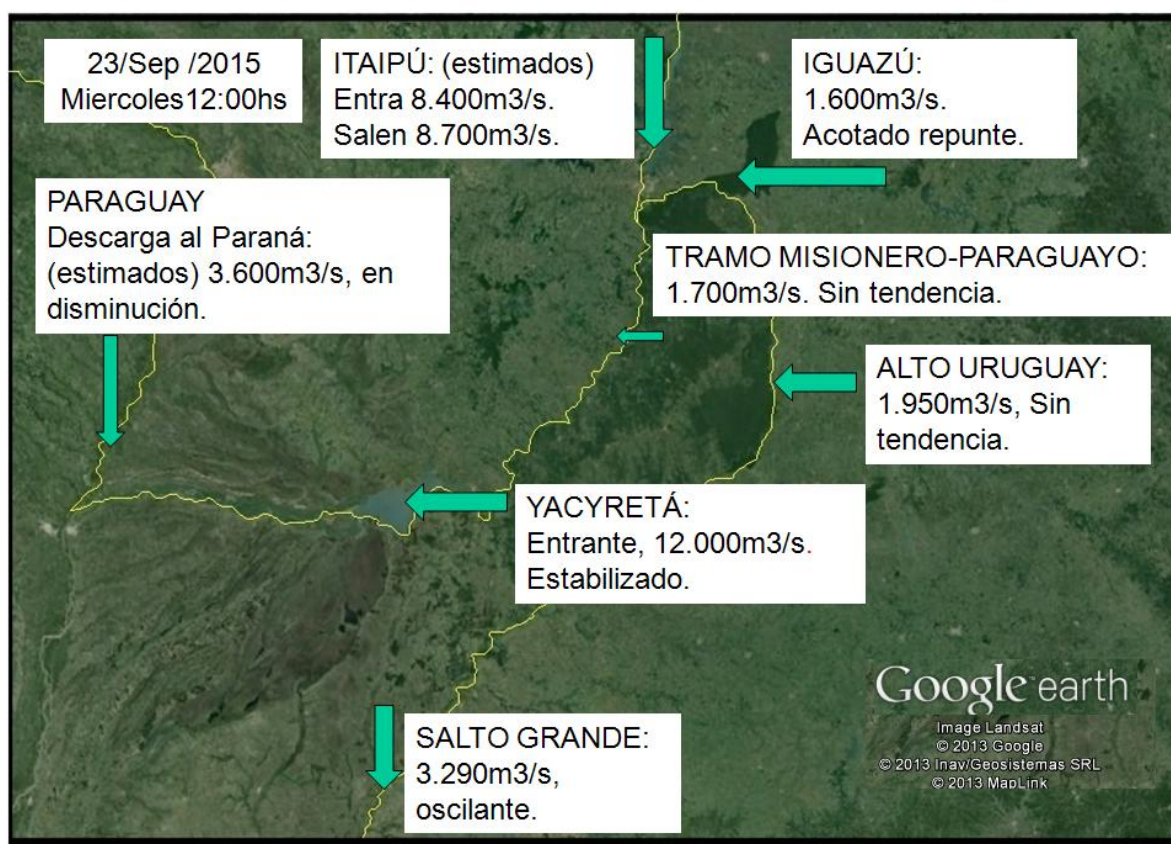 23/Sep /2015
Miercoles12:00hs
ITAIPÚ: (estimados)
Entra 8.400m3/s.
Salen 8.700m3/s.
IGUAZÚ:
1.600m3/s.
Acotado repunte.
PARAGUAY
Descarga al Paraná:
(estimados) 3.600m3/s, en
disminución.
TRAMO MISIONERO-PARAGUAYO:
1.700m3/s. Sin tendencia.
ALTO URUGUAY:
1.950m3/s, Sin
tendencia.
YACYRETÁ:
Entrante, 12.000m3/s.
Estabilizado.
SALTO GRANDE:
3.290m3/s,
oscilante.
Google earth
Image Landsat
© 2013 Google
© 2013 Inav/Geosistemas SRL
© 2013 MapLink